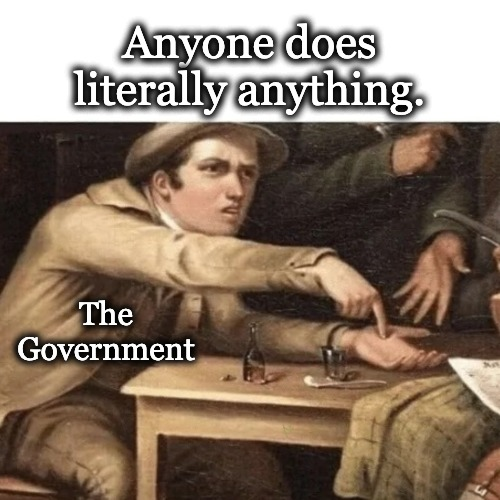 Anyone does
literally anything.
The
Government